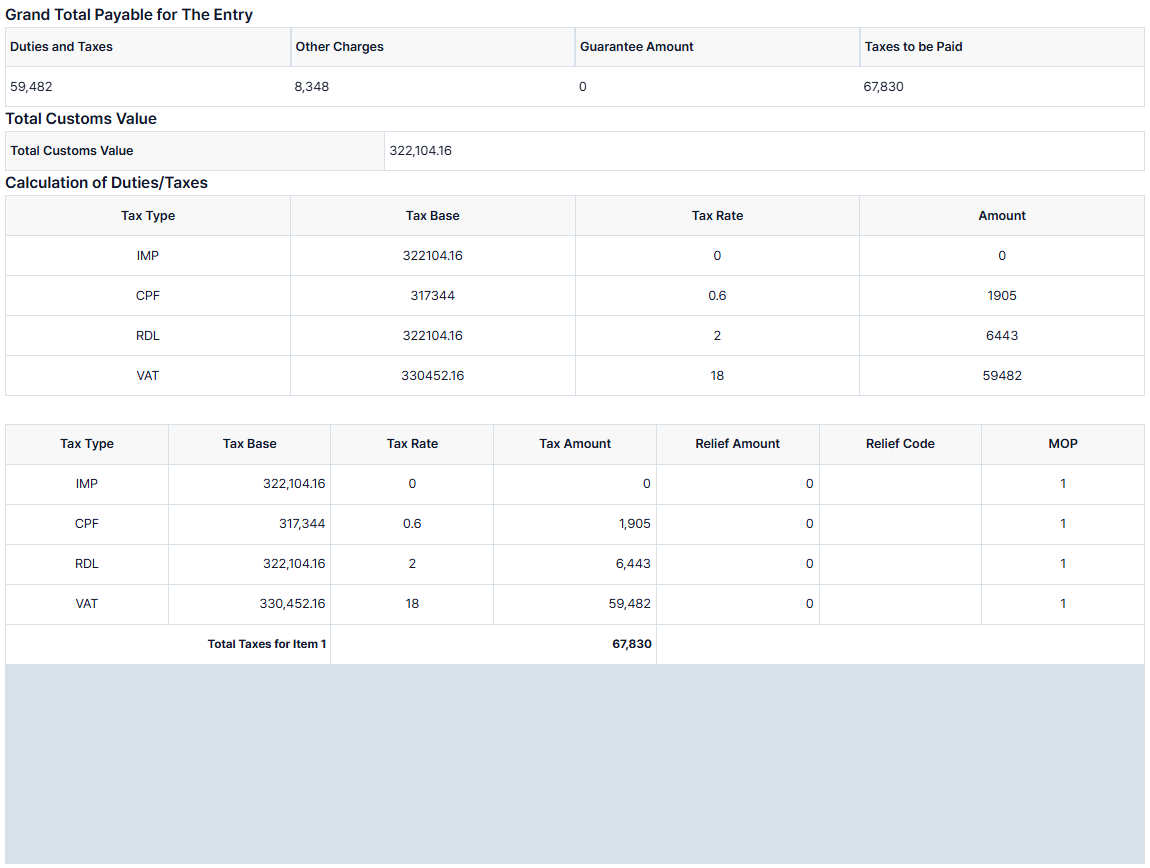 Grand Total Payable for The Entry
Duties and Taxes Other Charges Guarantee Amount Taxes to be Paid
59,482 8,348 0 67,830
Total Customs Value
Total Customs Value 322,104.16
Calculation of Duties/Taxes
Tax Type Tax Base Tax Rate Amount
IMP 322104.16 0 0
CPF 317344 0.6 1905
RDL 322104.16 2 6443
VAT 330452.16 18 59482
Tax Type Tax Base Tax Rate Tax Amount Relief Amount Relief Code MOP
IMP 322,104.16 0 0 0 1
CPF 317,344 0.6 1,905 0 1
RDL 322,104.16 2 6,443 0 1
VAT 330,452.16 18 59,482 0 1
Total Taxes for Item 1 67,830